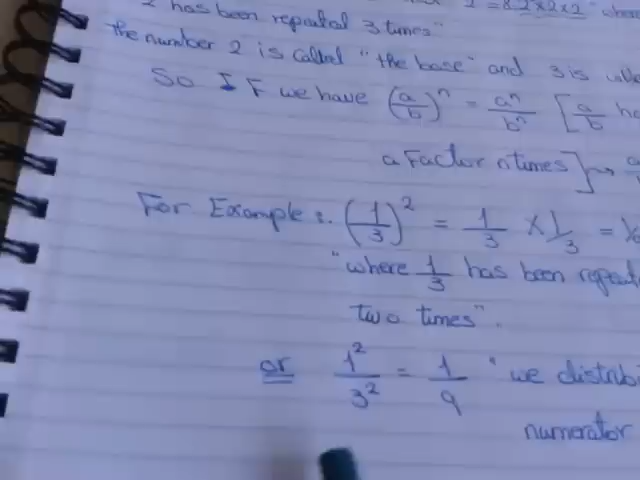 2 has been repeated 3 times"
the number 2 is called "the base" and 3 is
So IF we have (a/b)^n = a^n/b^n [a/b
a Factor n times] →
For Example :. (1/3)^2 = 1/3 × 1/3 =
"where 1/3 has been
two times".
or 1^2/3^2 = 1/9 "we
numerator